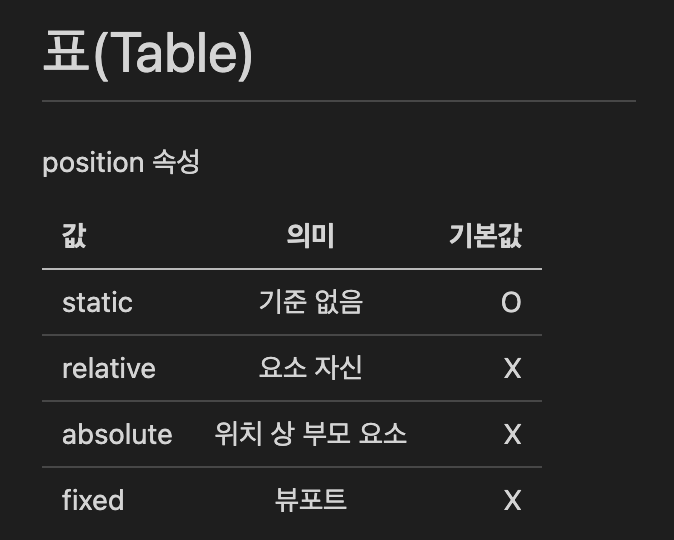 표(Table)
position 속성
값 의미 기본값
static 기준 없음 O
relative 요소 자신 X
absolute 위치 상 부모 요소 X
fixed 뷰포트 X